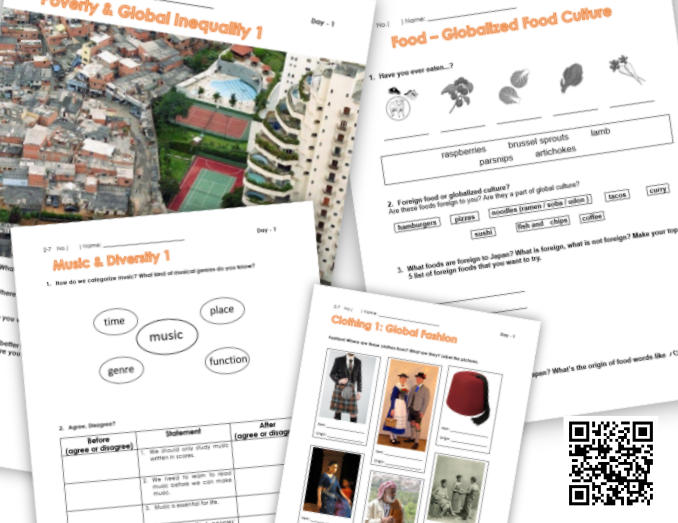 Poverty & Global Inequality 1
Day - 1
No.(    ) Name:
Food – Globalized Food Culture
1. Have you ever eaten...?
raspberries brussel sprouts lamb
parsnips artichokes
2. Foreign food or globalized culture?
Are these foods foreign to you? Are they a part of global culture?
hamburgers pizzas noodles (ramen / soba / udon) tacos curry
sushi fish and chips coffee
3. What foods are foreign to Japan? What is foreign, what is not foreign? Make your top
5 list of foreign foods that you want to try.
apan? What's the origin of food words like
2-7 No.(    ) Name:
Day - 1
Music & Diversity 1
1. How do we categorize music? What kind of musical genres do you know?
time
place
music
genre
function
2. Agree, Disagree?
Before
(agree or disagree)
Statement
After
(agree or disag
1. We should only study music
written in scores.
2. We need to learn to read
music before we can make
music.
3. Music is essential for life.
2-7 No.(    ) Name:
Clothing 1: Global Fashion
Day - 1